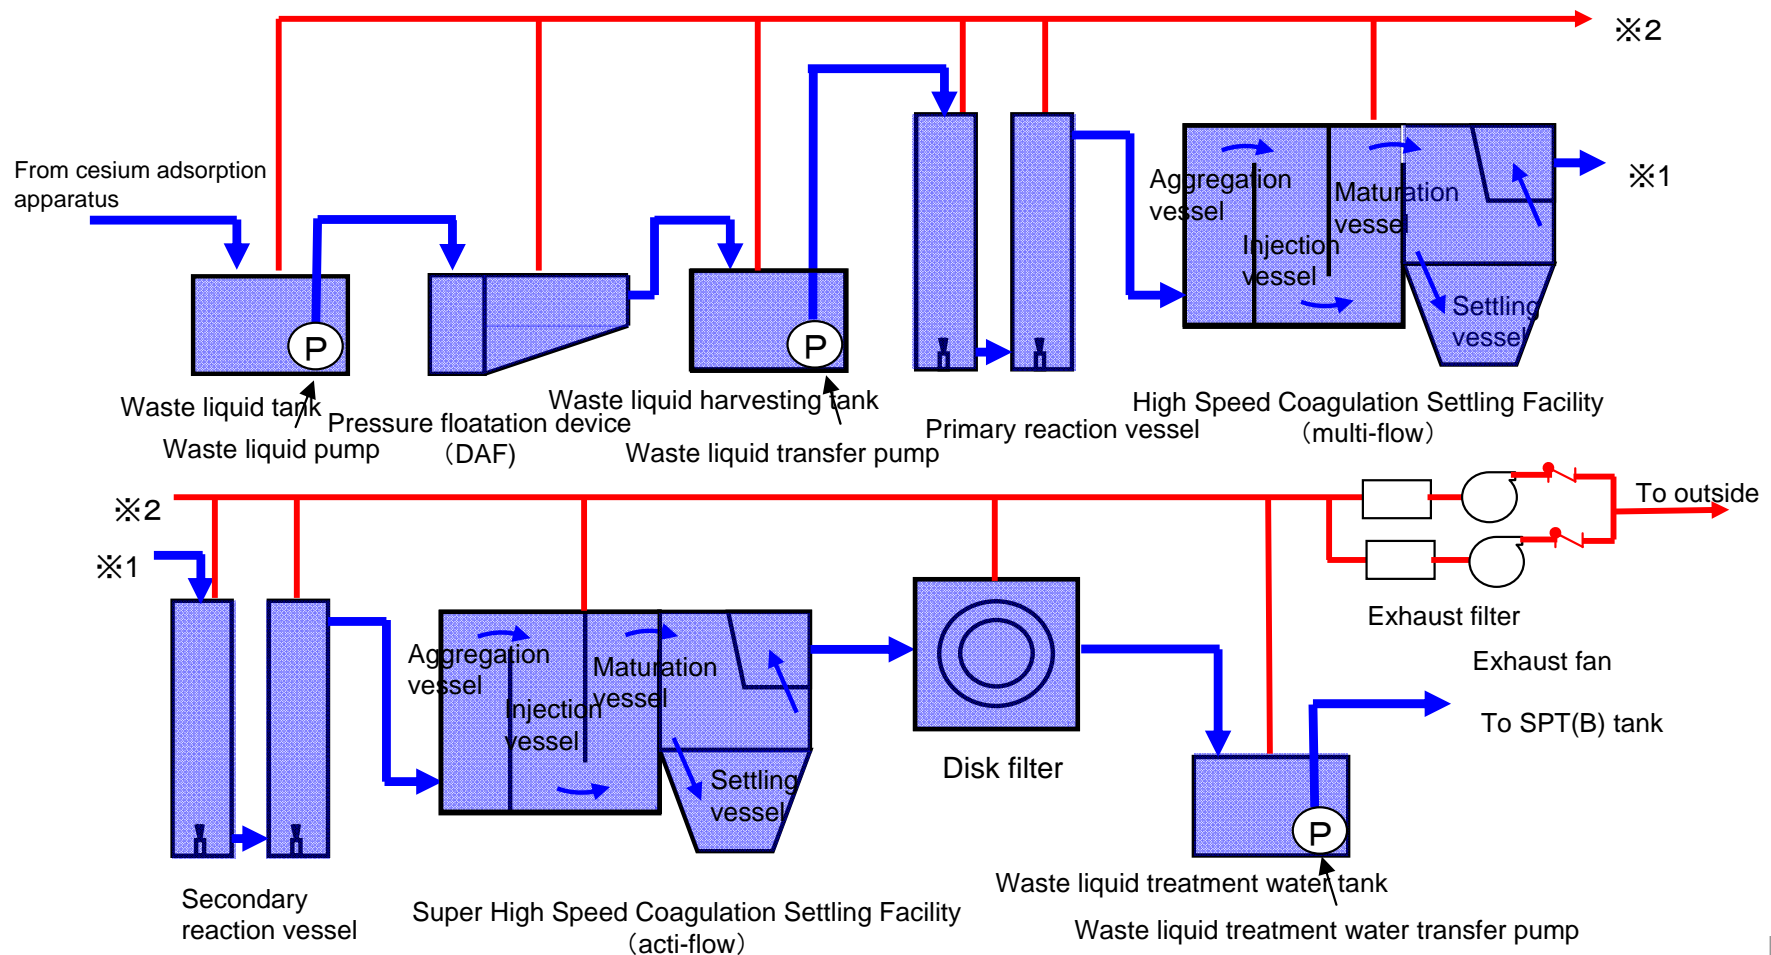 ※2
From cesium adsorption
apparatus
※1
Aggregation
vessel
Maturation
vessel
Injection
vessel
Settling
vessel
P
P
Waste liquid tank
Waste liquid pump
Pressure floatation device
（DAF)
Waste liquid harvesting tank
Waste liquid transfer pump
Primary reaction vessel
High Speed Coagulation Settling Facility
（multi-flow）
※2
※1
To outside
Exhaust filter
Exhaust fan
Aggregation
vessel
Maturation
vessel
Injection
vessel
Settling
vessel
Disk filter
To SPT(B) tank
P
Waste liquid treatment water tank
Waste liquid treatment water transfer pump
Secondary
reaction vessel
Super High Speed Coagulation Settling Facility
（acti-flow）